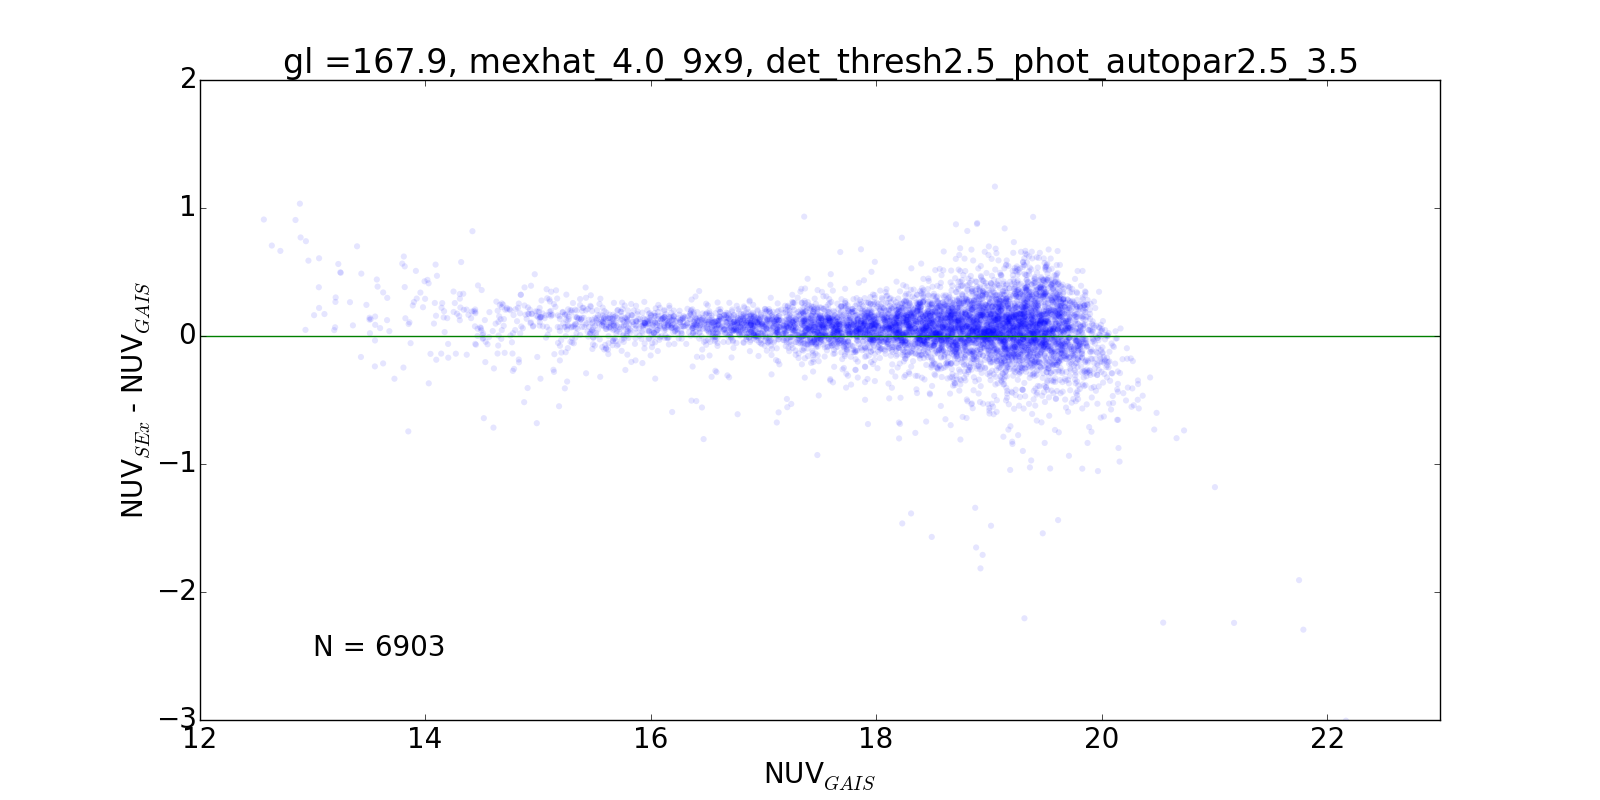 gl =167.9, mexhat_4.0_9x9, det_thresh2.5_phot_autopar2.5_3.5
2
1
0
−1
−2
−3
NUV_SEx - NUV_GAIS
N = 6903
12 14 16 18 20 22
NUV_GAIS